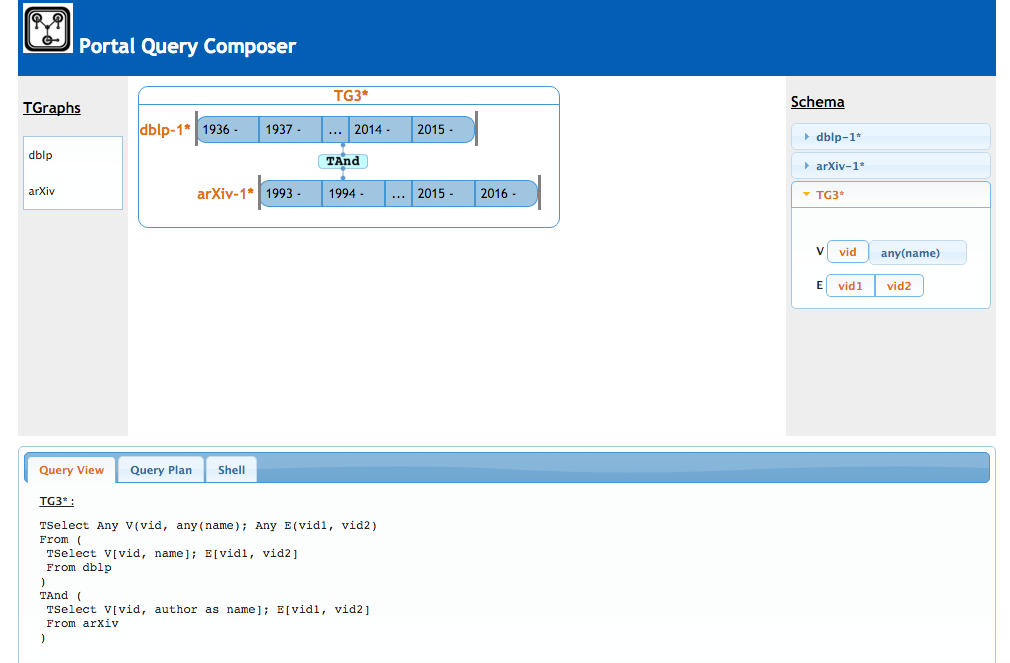 Portal Query Composer
TGraphs
dblp
arXiv
TG3*
dblp-1* 1936 - 1937 - ... 2014 - 2015 -
TAnd
arXiv-1* 1993 - 1994 - ... 2015 - 2016 -
Schema
dblp-1*
arXiv-1*
TG3*
V vid any(name)
E vid1 vid2
Query View Query Plan Shell
TG3* :
TSelect Any V(vid, any(name); Any E(vid1, vid2)
From (
TSelect V[vid, name]; E[vid1, vid2]
From dblp
)
TAnd (
TSelect V[vid, author as name]; E[vid1, vid2]
From arXiv
)